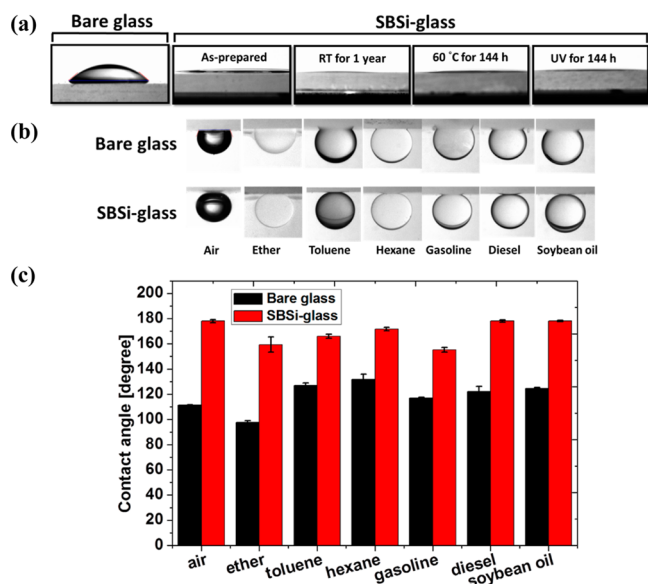 (a)
Bare glass
SBSi-glass
As-prepared
RT for 1 year
60 °C for 144 h
UV for 144 h
(b)
Bare glass
SBSi-glass
Air
Ether
Toluene
Hexane
Gasoline
Diesel
Soybean oil
(c)
Contact angle [degree]
200
180
160
140
120
100
80
60
40
20
0
Bare glass
SBSi-glass
air
ether
toluene
hexane
gasoline
diesel
soybean oil